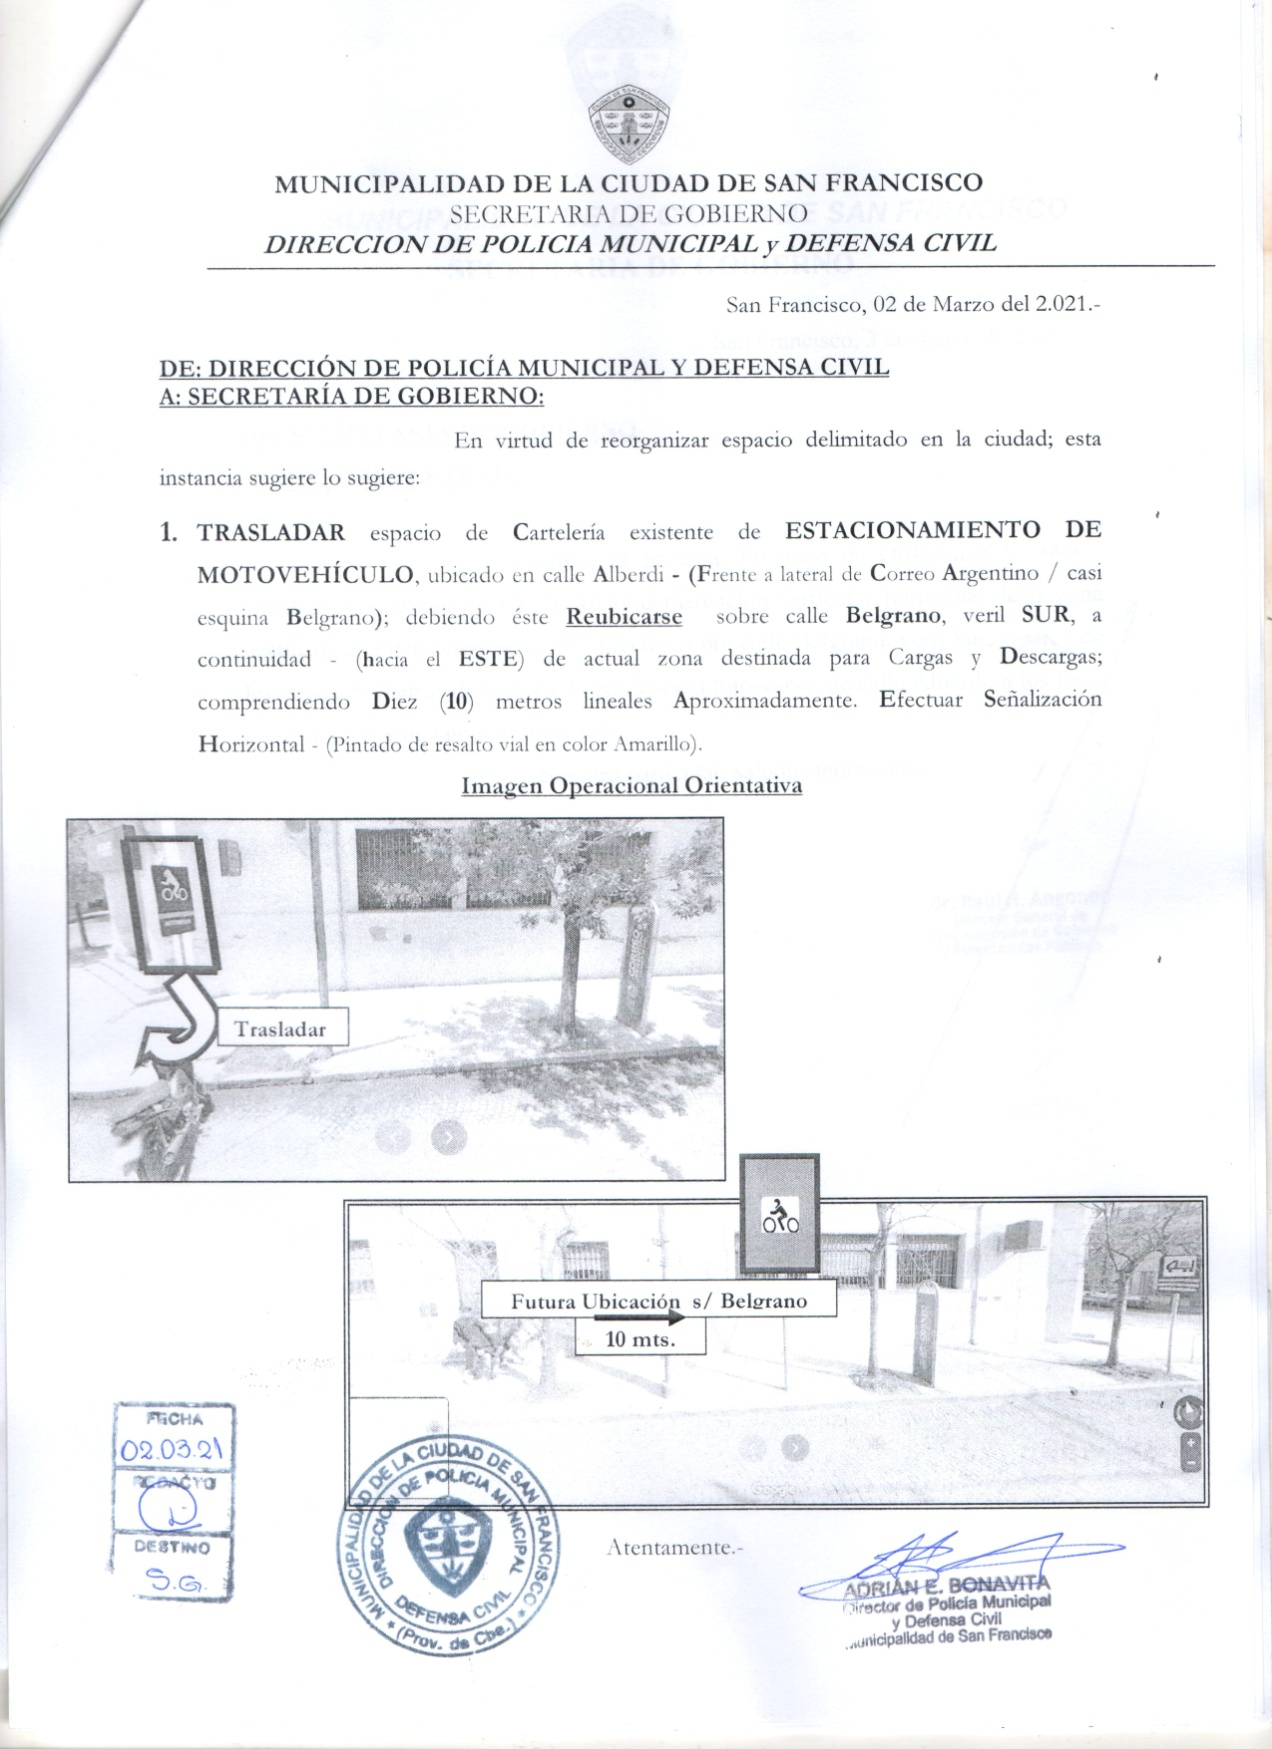 MUNICIPALIDAD DE LA CIUDAD DE SAN FRANCISCO
SECRETARIA DE GOBIERNO
DIRECCION DE POLICIA MUNICIPAL y DEFENSA CIVIL
San Francisco, 02 de Marzo del 2.021.-
DE: DIRECCIÓN DE POLICÍA MUNICIPAL Y DEFENSA CIVIL
A: SECRETARÍA DE GOBIERNO:
En virtud de reorganizar espacio delimitado en la ciudad; esta
instancia sugiere lo sugiere:
1. TRASLADAR espacio de Cartelería existente de ESTACIONAMIENTO DE
MOTOVEHÍCULO, ubicado en calle Alberdi - (Frente a lateral de Correo Argentino / casi
esquina Belgrano); debiendo éste Reubicarse sobre calle Belgrano, veril SUR, a
continuidad - (hacia el ESTE) de actual zona destinada para Cargas y Descargas;
comprendiendo Diez (10) metros lineales Aproximadamente. Efectuar Señalización
Horizontal - (Pintado de resalto vial en color Amarillo).
Imagen Operacional Orientativa
Trasladar
Futura Ubicación s/ Belgrano
10 mts.
Google
FECHA
02.03.21
REDACTO
DESTINO
S.G.
MUNICIPALIDAD DE LA CIUDAD DE SAN FRANCISCO
DIRECCIÓN DE POLICIA MUNICIPAL
DEFENSA CIVIL
* (Prov. de Cba.) *
Atentamente.-
ADRIÁN E. BONAVITA
Director de Policía Municipal
y Defensa Civil
Municipalidad de San Francisco